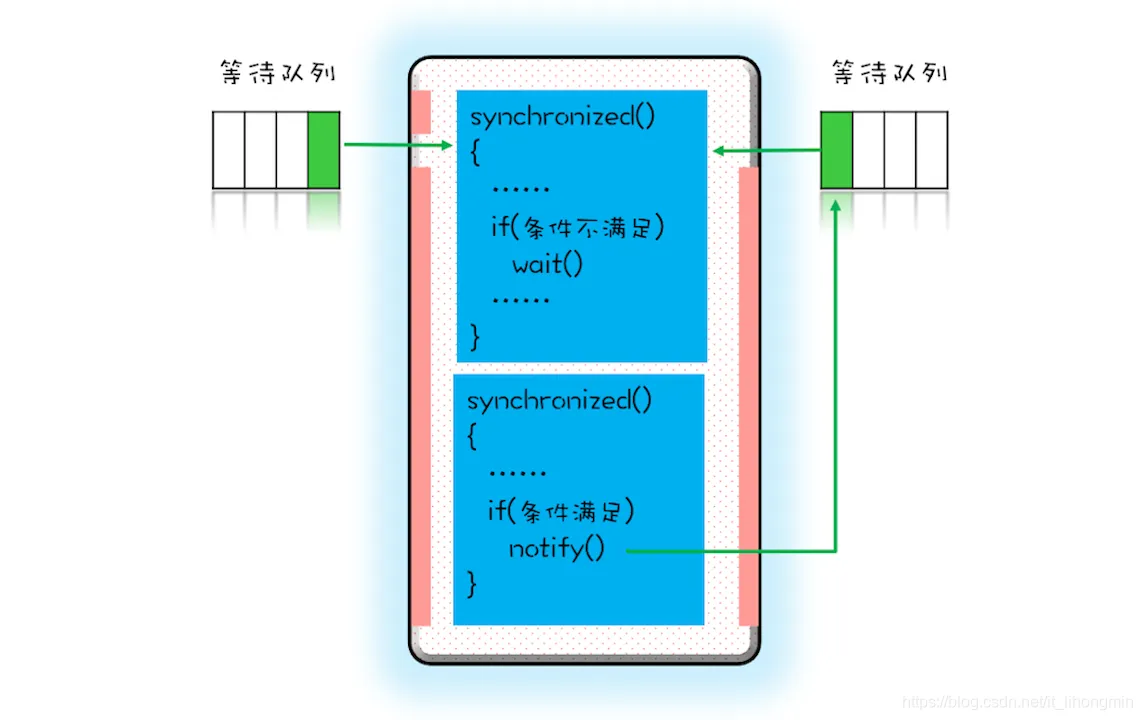 等待队列
等待队列
synchronized()
{
......
if(条件不满足)
wait()
......
}
synchronized()
{
......
if(条件满足)
notify()
}
https://blog.csdn.net/it_lihongmin